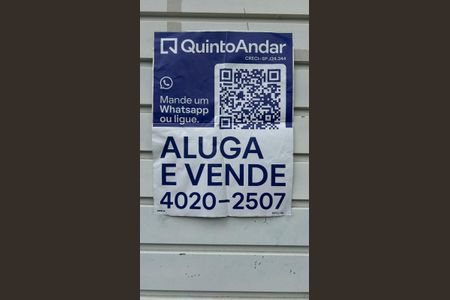 QuintoAndar
CRECI-SP J24.344
Mande um
Whatsapp
ou ligue.
ALUGA
E VENDE
4020-2507